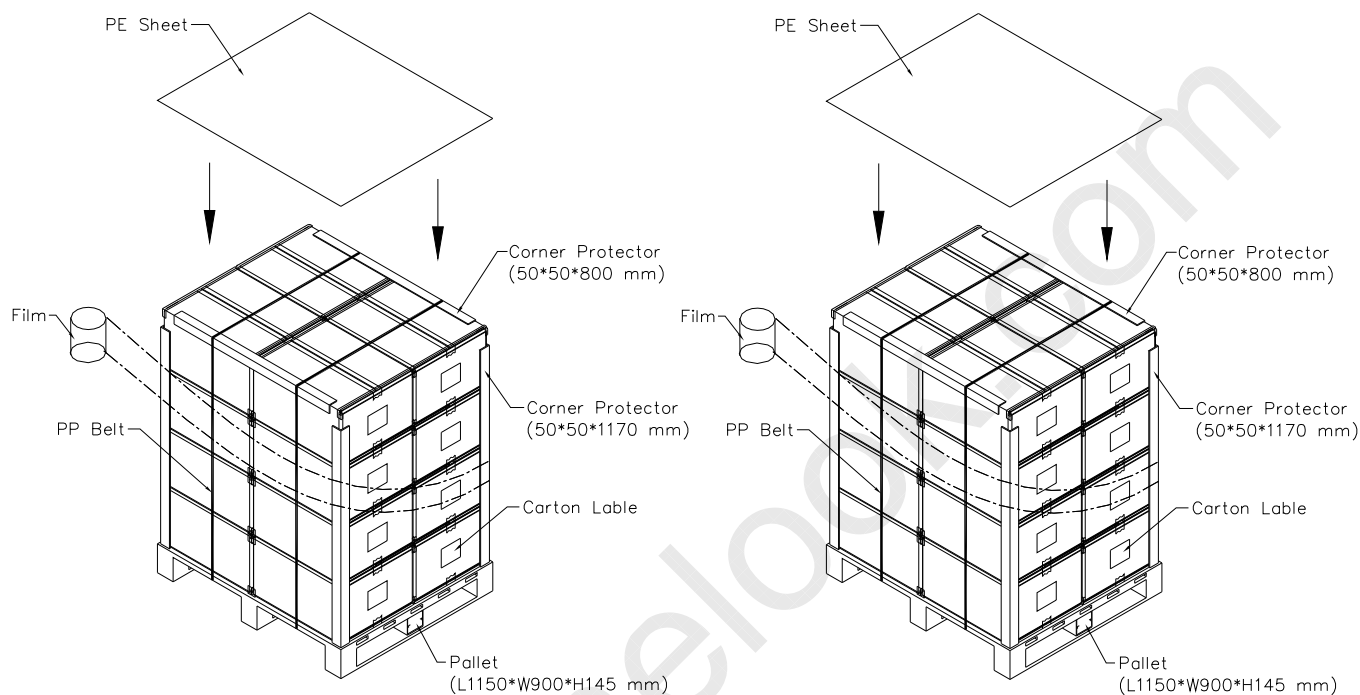 PE Sheet
Corner Protector
(50*50*800 mm)
Film
Corner Protector
(50*50*1170 mm)
PP Belt
Carton Lable
Pallet
(L1150*W900*H145 mm)
PE Sheet
Corner Protector
(50*50*800 mm)
Film
Corner Protector
(50*50*1170 mm)
PP Belt
Carton Lable
Pallet
(L1150*W900*H145 mm)
elook.com